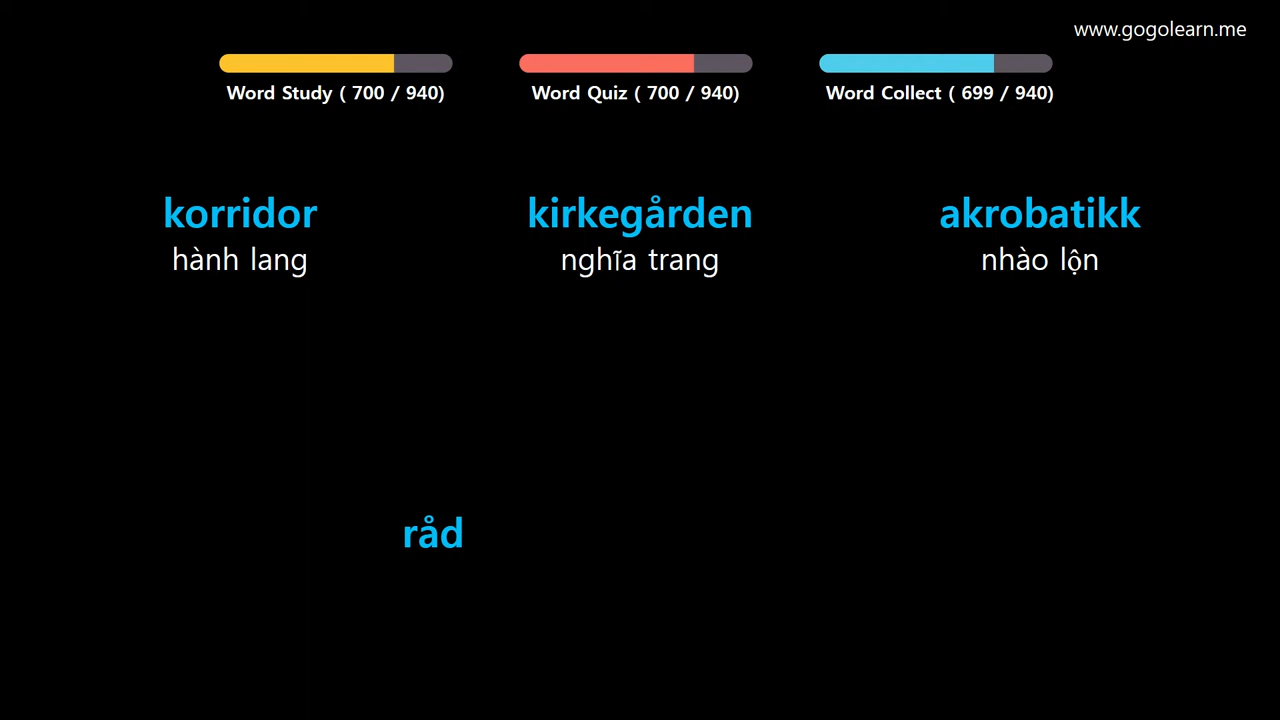 www.gogolearn.me
Word Study ( 700 / 940)
Word Quiz ( 700 / 940)
Word Collect ( 699 / 940)
korridor
hành lang
kirkegården
nghĩa trang
akrobatikk
nhào lộn
råd